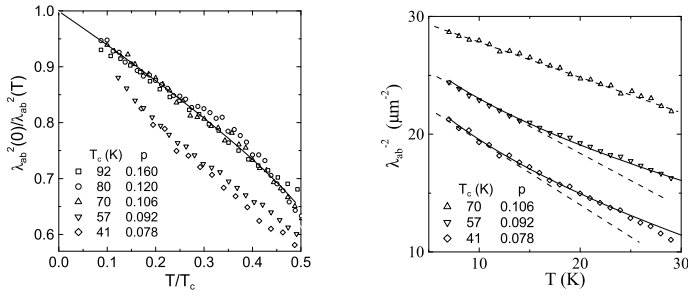 1.0
0.9
0.8
0.7
0.6
λab²(0)/λab²(T)
Tc (K) p
92 0.160
80 0.120
70 0.106
57 0.092
41 0.078
0.0 0.1 0.2 0.3 0.4 0.5
T/Tc
30
20
10
λab⁻² (μm⁻²)
Tc (K) p
70 0.106
57 0.092
41 0.078
10 20 30
T (K)